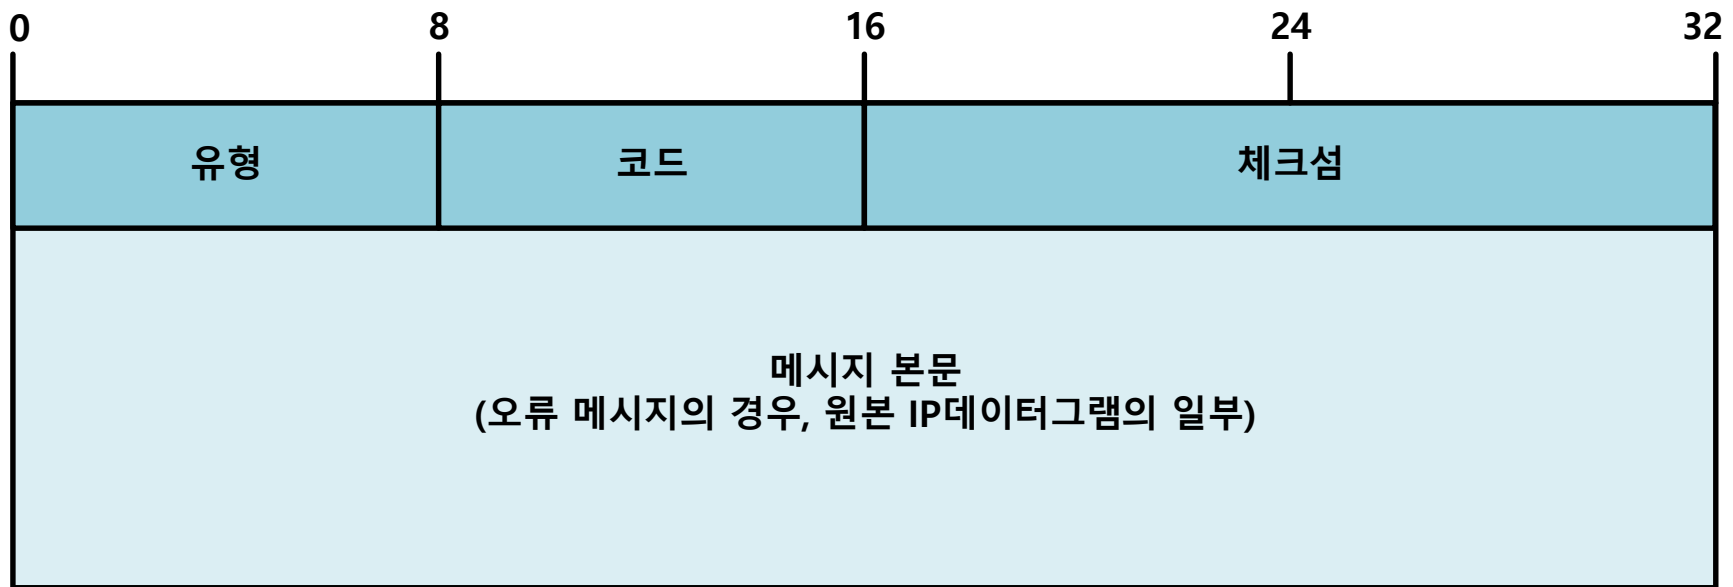 0 8 16 24 32
유형 코드 체크섬
메시지 본문
(오류 메시지의 경우, 원본 IP데이터그램의 일부)